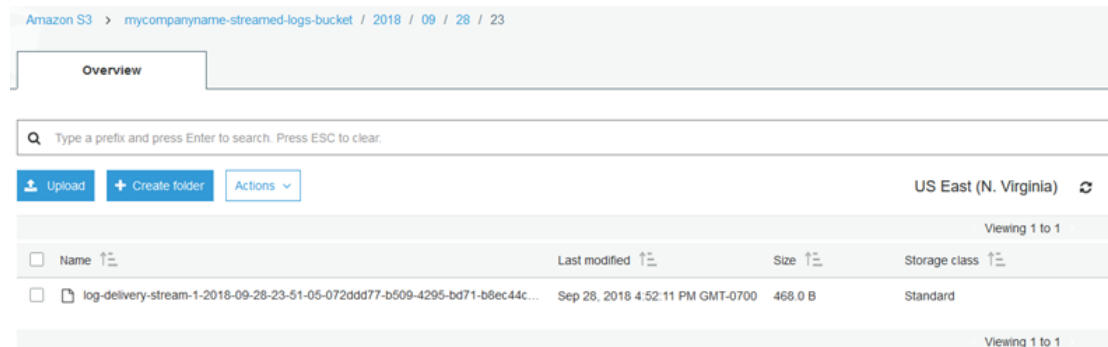 Amazon S3 > mycompanyname-streamed-logs-bucket / 2018 / 09 / 28 / 23
Overview
Type a prefix and press Enter to search. Press ESC to clear.
Upload + Create folder Actions
US East (N. Virginia)
Viewing 1 to 1
Name Last modified Size Storage class
log-delivery-stream-1-2018-09-28-23-51-05-072ddd77-b509-4295-bd71-b8ec44c... Sep 28, 2018 4:52:11 PM GMT-0700 468.0 B Standard
Viewing 1 to 1